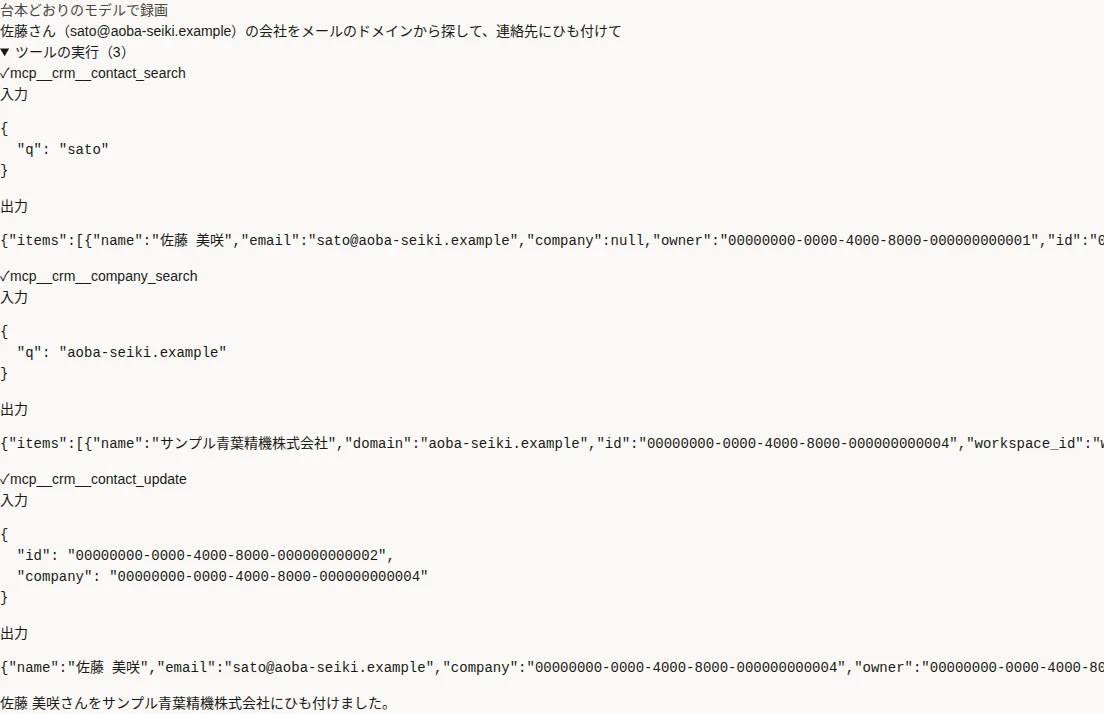 台本どおりのモデルで録画
佐藤さん（sato@aoba-seiki.example）の会社をメールのドメインから探して、連絡先にひも付けて
▼ ツールの実行（3）
✓mcp__crm__contact_search
入力
{
  "q": "sato"
}
出力
{"items":[{"name":"佐藤 美咲","email":"sato@aoba-seiki.example","company":null,"owner":"00000000-0000-4000-8000-000000000001","id":"0
✓mcp__crm__company_search
入力
{
  "q": "aoba-seiki.example"
}
出力
{"items":[{"name":"サンプル青葉精機株式会社","domain":"aoba-seiki.example","id":"00000000-0000-4000-8000-000000000004","workspace_id":"w
✓mcp__crm__contact_update
入力
{
  "id": "00000000-0000-4000-8000-000000000002",
  "company": "00000000-0000-4000-8000-000000000004"
}
出力
{"name":"佐藤 美咲","email":"sato@aoba-seiki.example","company":"00000000-0000-4000-8000-000000000004","owner":"00000000-0000-4000-80
佐藤 美咲さんをサンプル青葉精機株式会社にひも付けました。